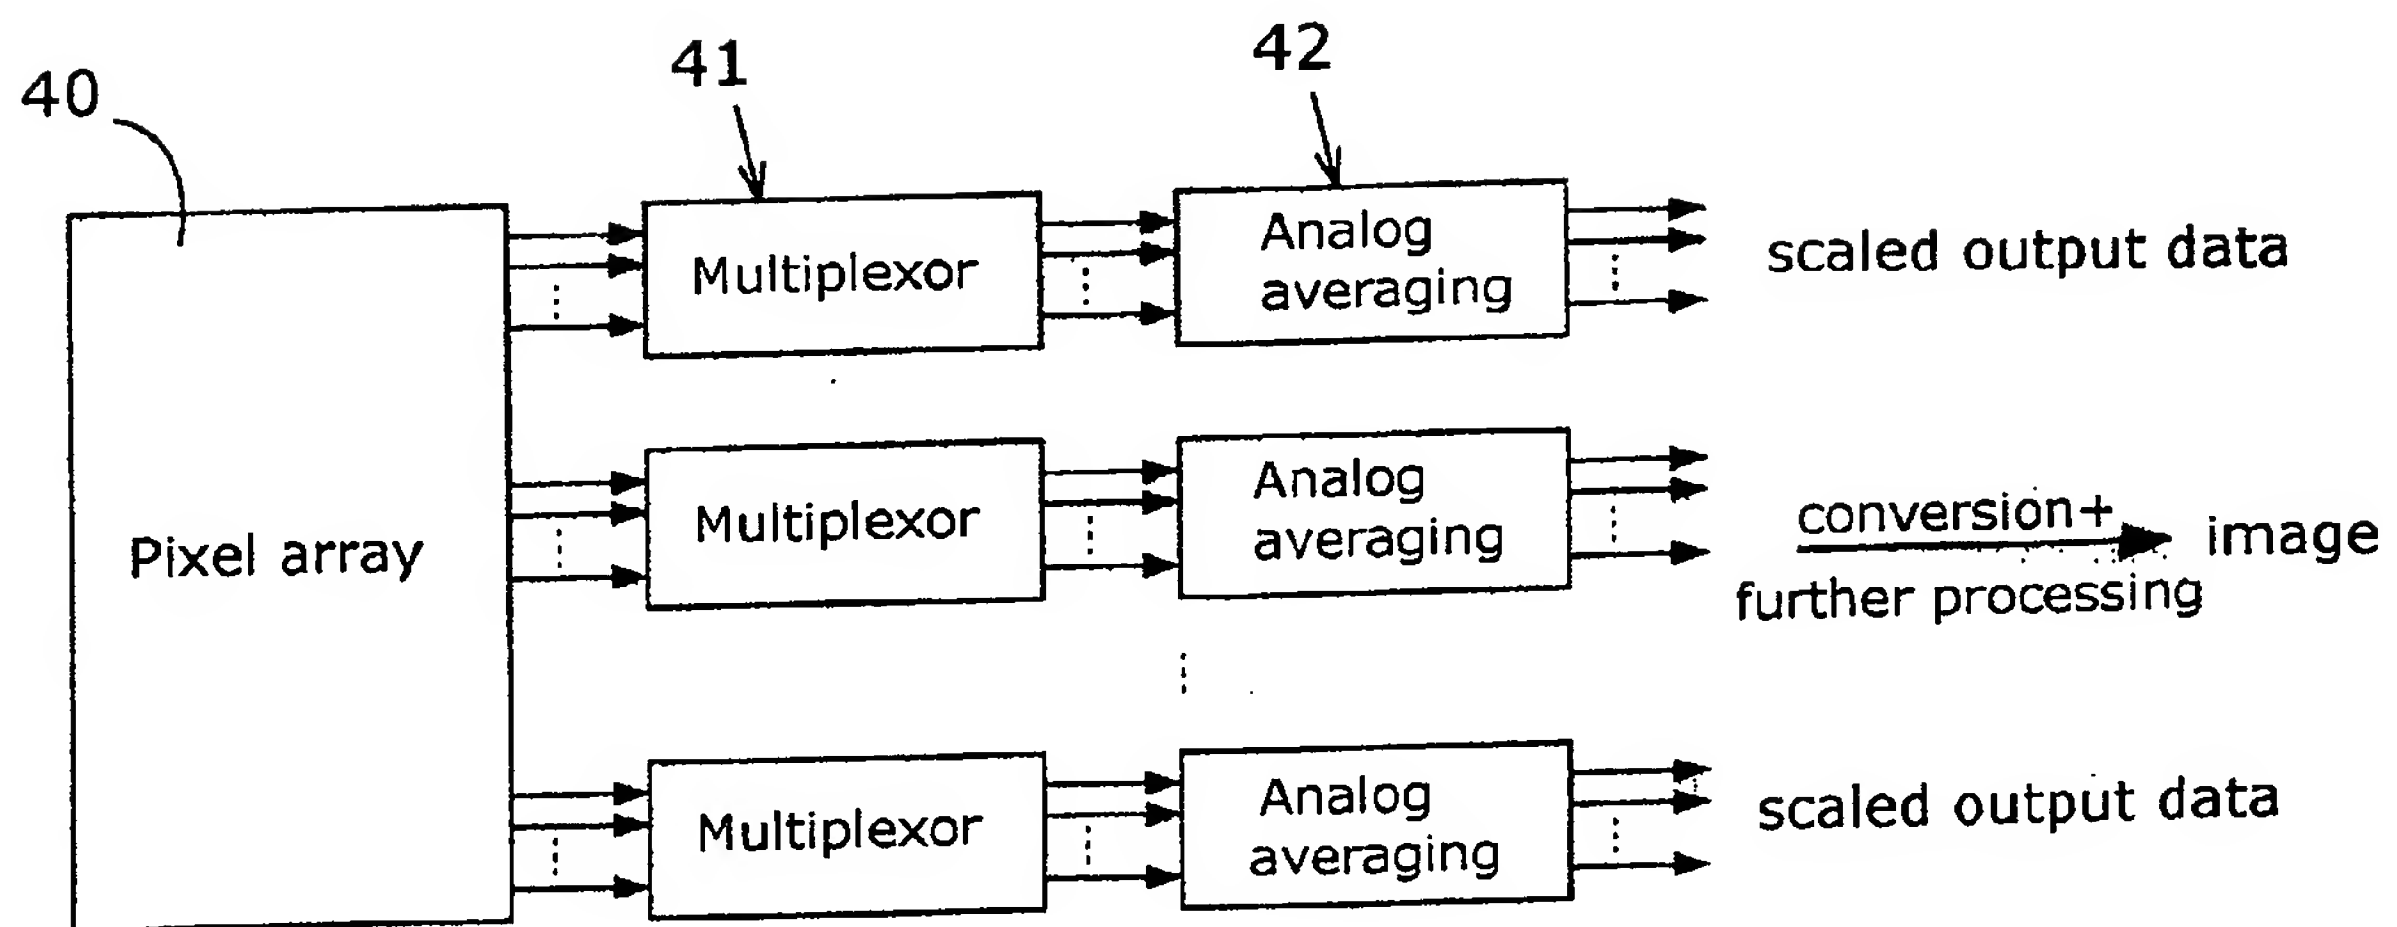 40
41
42
Pixel array
Multiplexor
Analog
averaging
scaled output data
Multiplexor
Analog
averaging
conversion+
further processing
image
Multiplexor
Analog
averaging
scaled output data